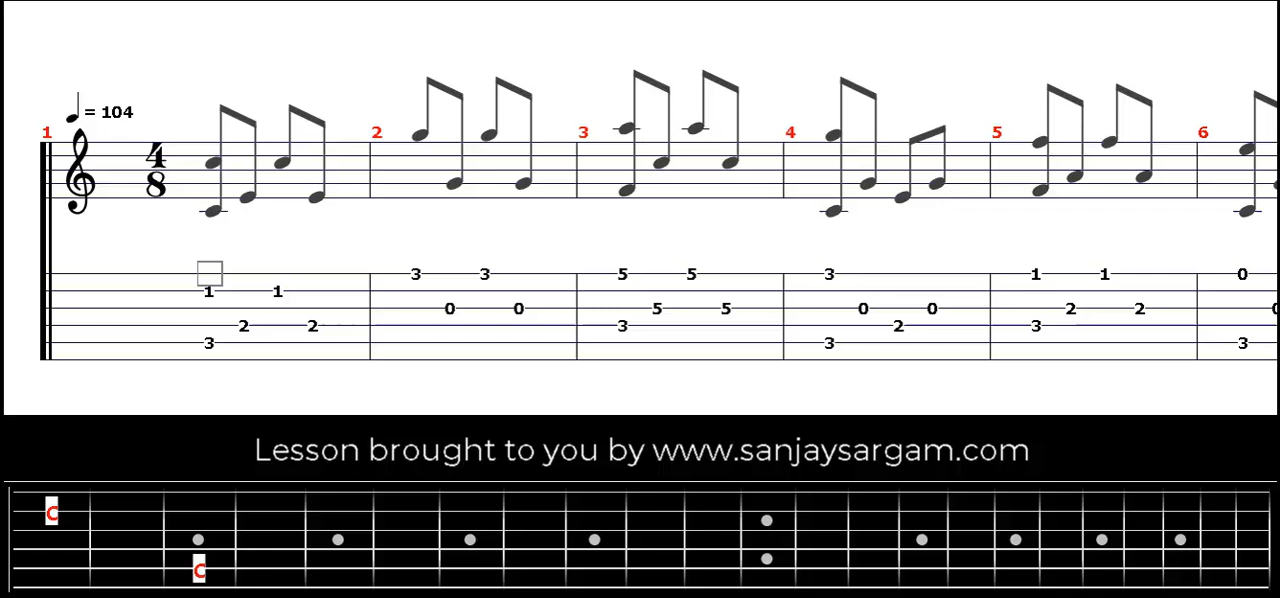 = 104
1 2 3 4 5 6
4
8
3 3 5 5 3 1 1 0
1 1
0 0 5 5 0 0 2 2
2 2 3 2 3
3 3 3
Lesson brought to you by www.sanjaysargam.com
C
C